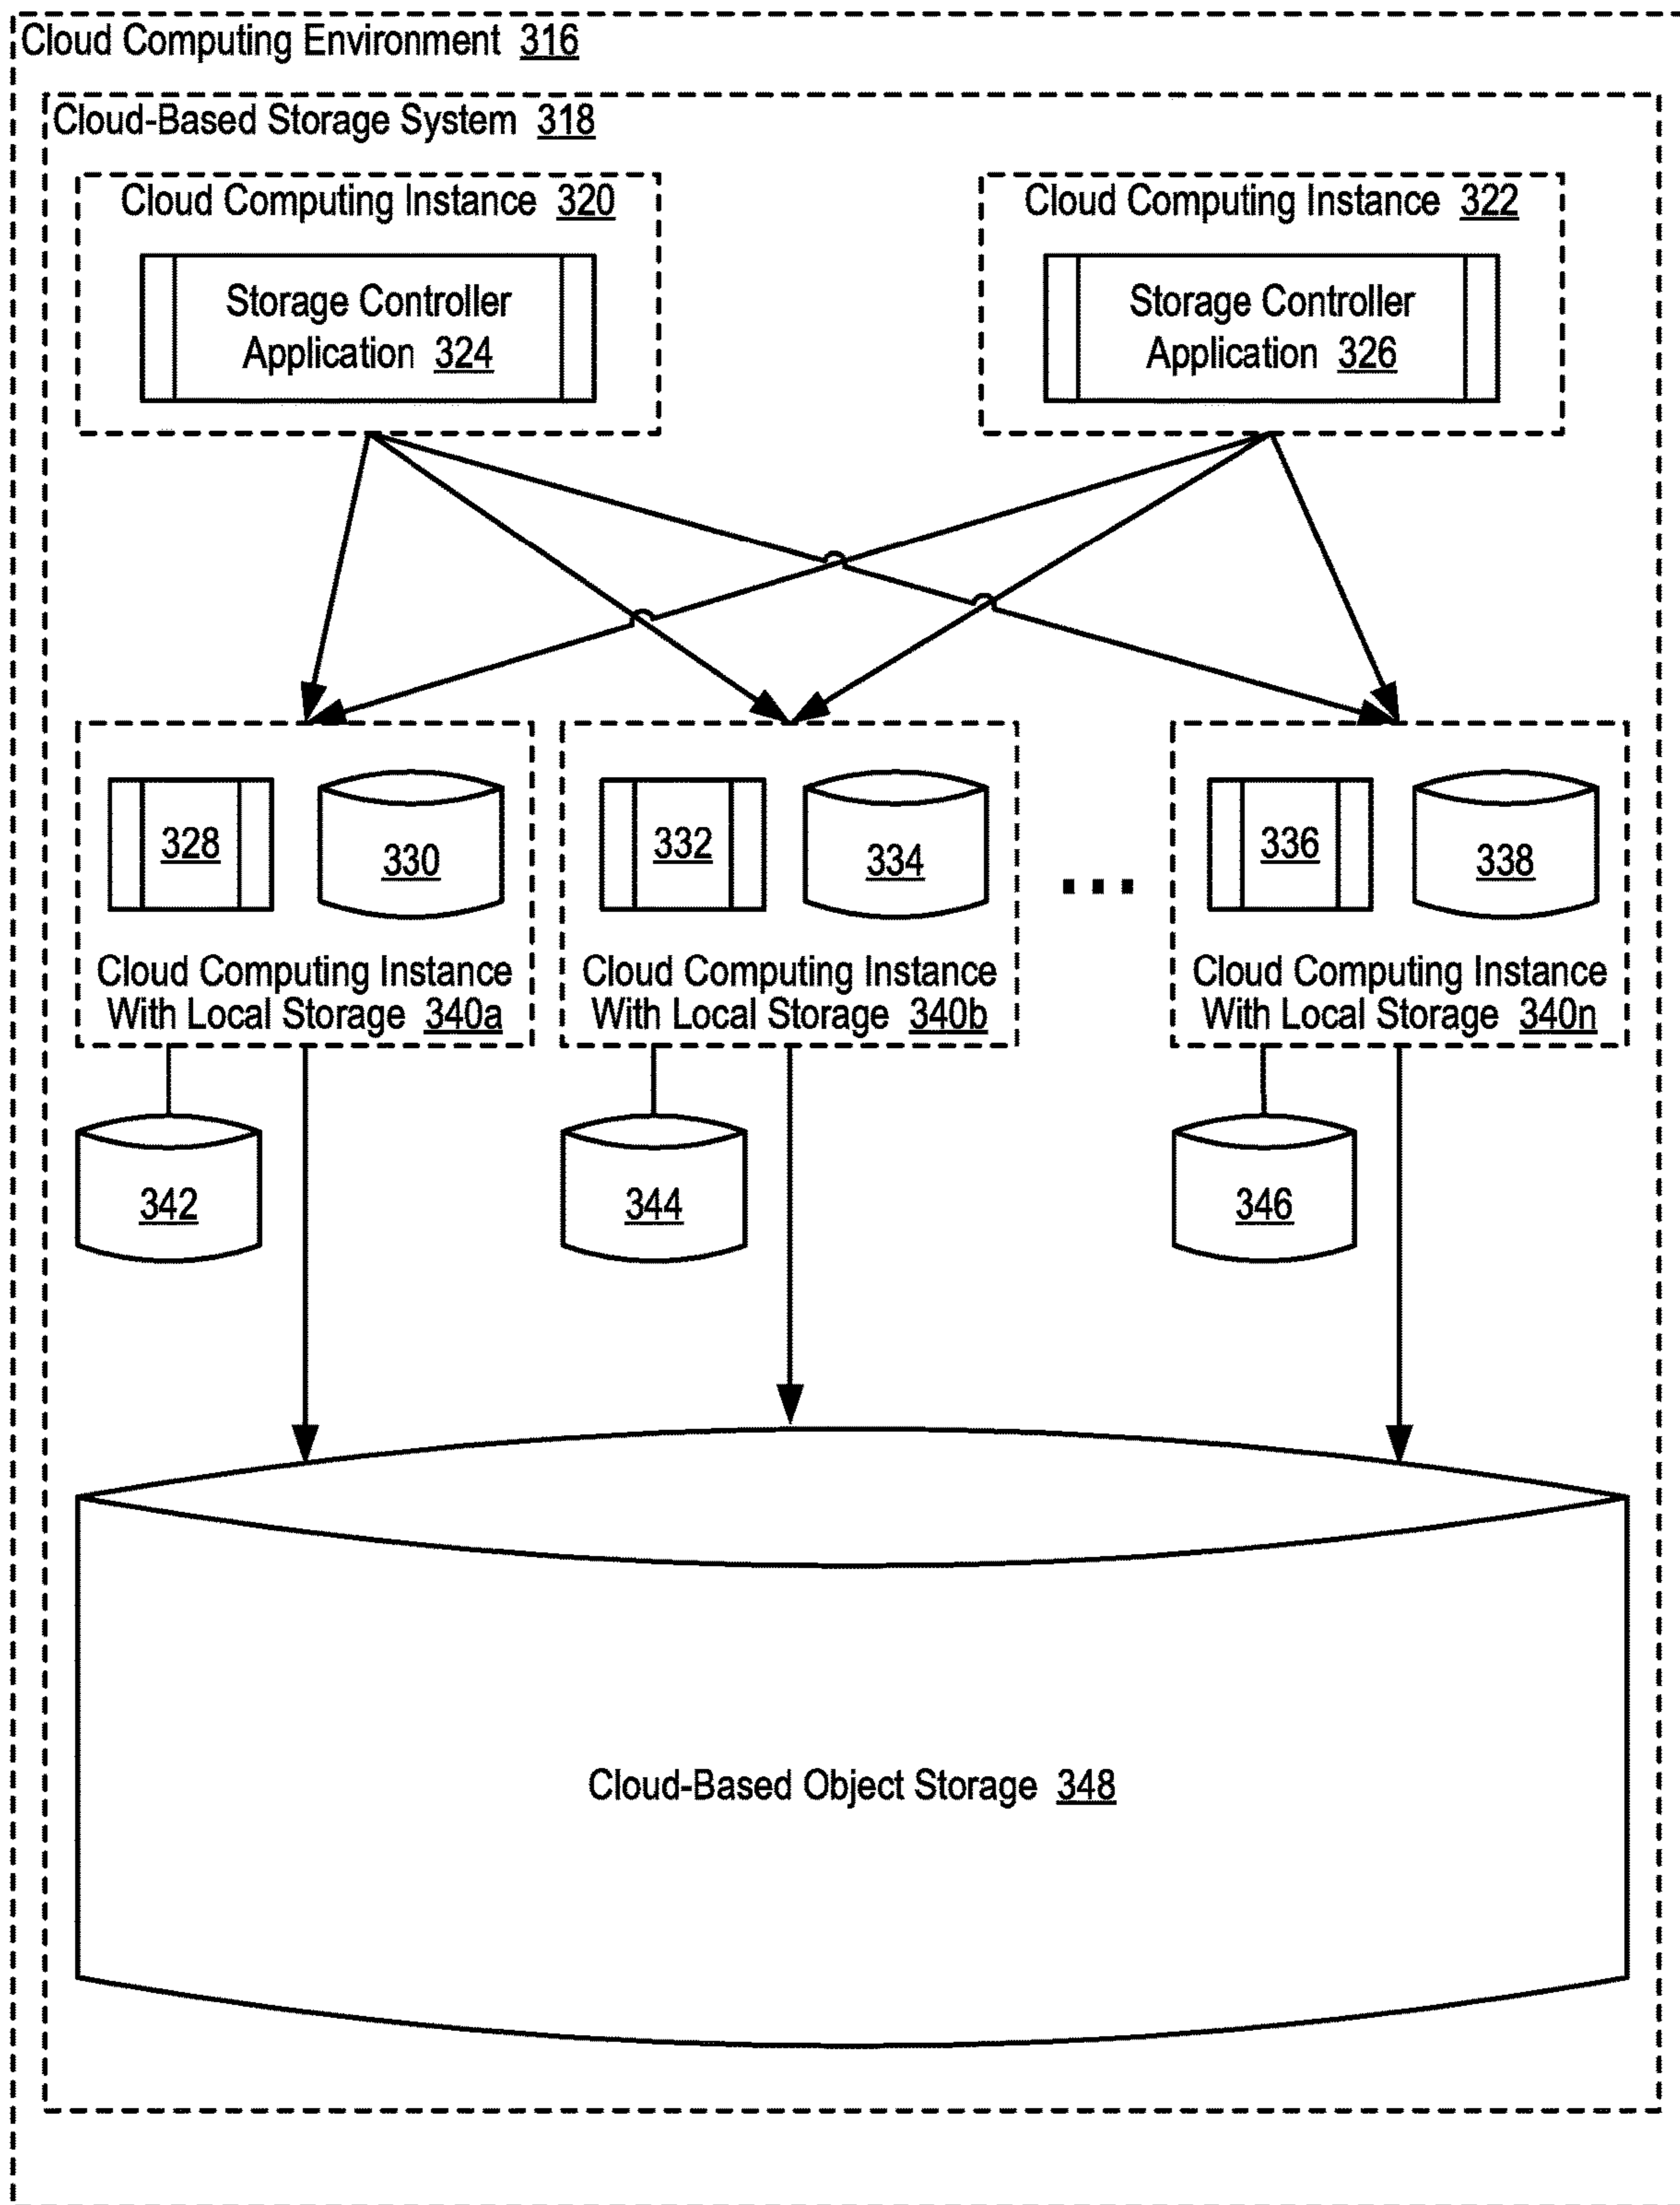 Cloud Computing Environment 316
Cloud-Based Storage System 318
Cloud Computing Instance 320
Storage Controller
Application 324
Cloud Computing Instance 322
Storage Controller
Application 326
328
330
Cloud Computing Instance
With Local Storage 340a
332
334
Cloud Computing Instance
With Local Storage 340b
...
336
338
Cloud Computing Instance
With Local Storage 340n
342
344
346
Cloud-Based Object Storage 348